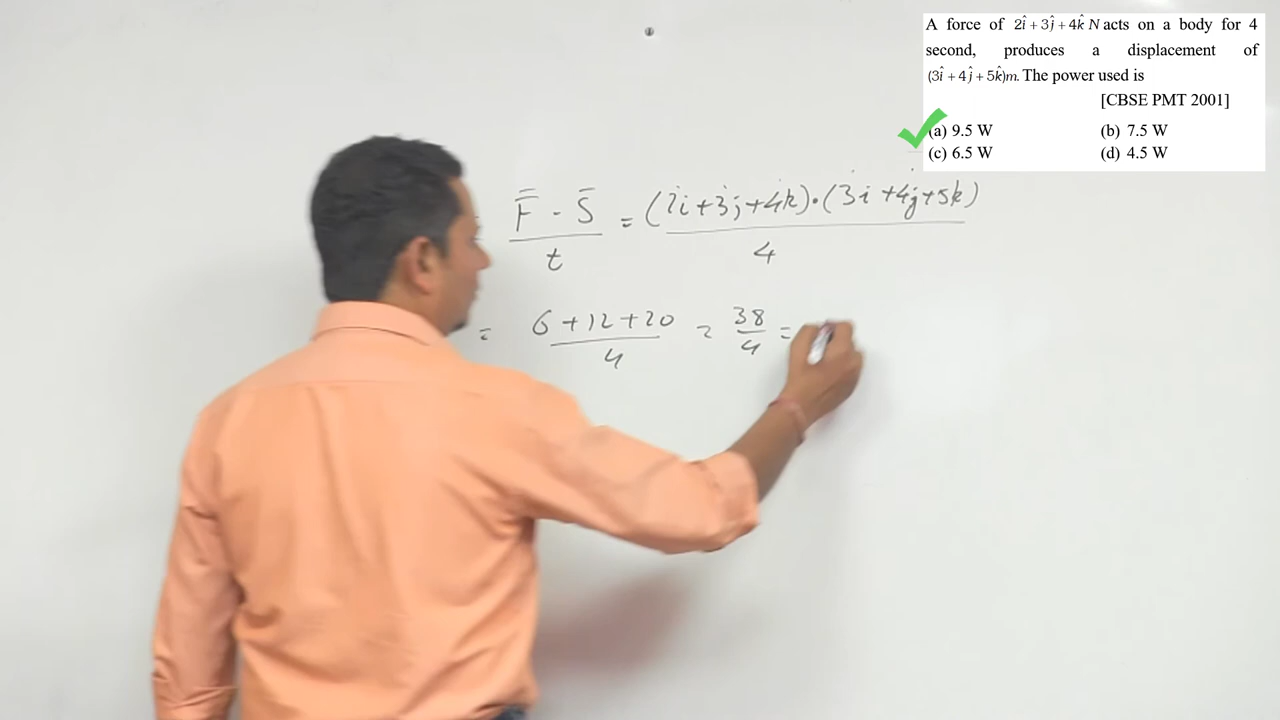 A force of 2î + 3ĵ + 4k̂ N acts on a body for 4
second, produces a displacement of
(3î + 4ĵ + 5k̂)m. The power used is
[CBSE PMT 2001]
(a) 9.5 W (b) 7.5 W
(c) 6.5 W (d) 4.5 W
F̄ · S̄ / t = (2i+3j+4k)·(3i+4j+5k) / 4
= 6+12+20 / 4 = 38/4 =